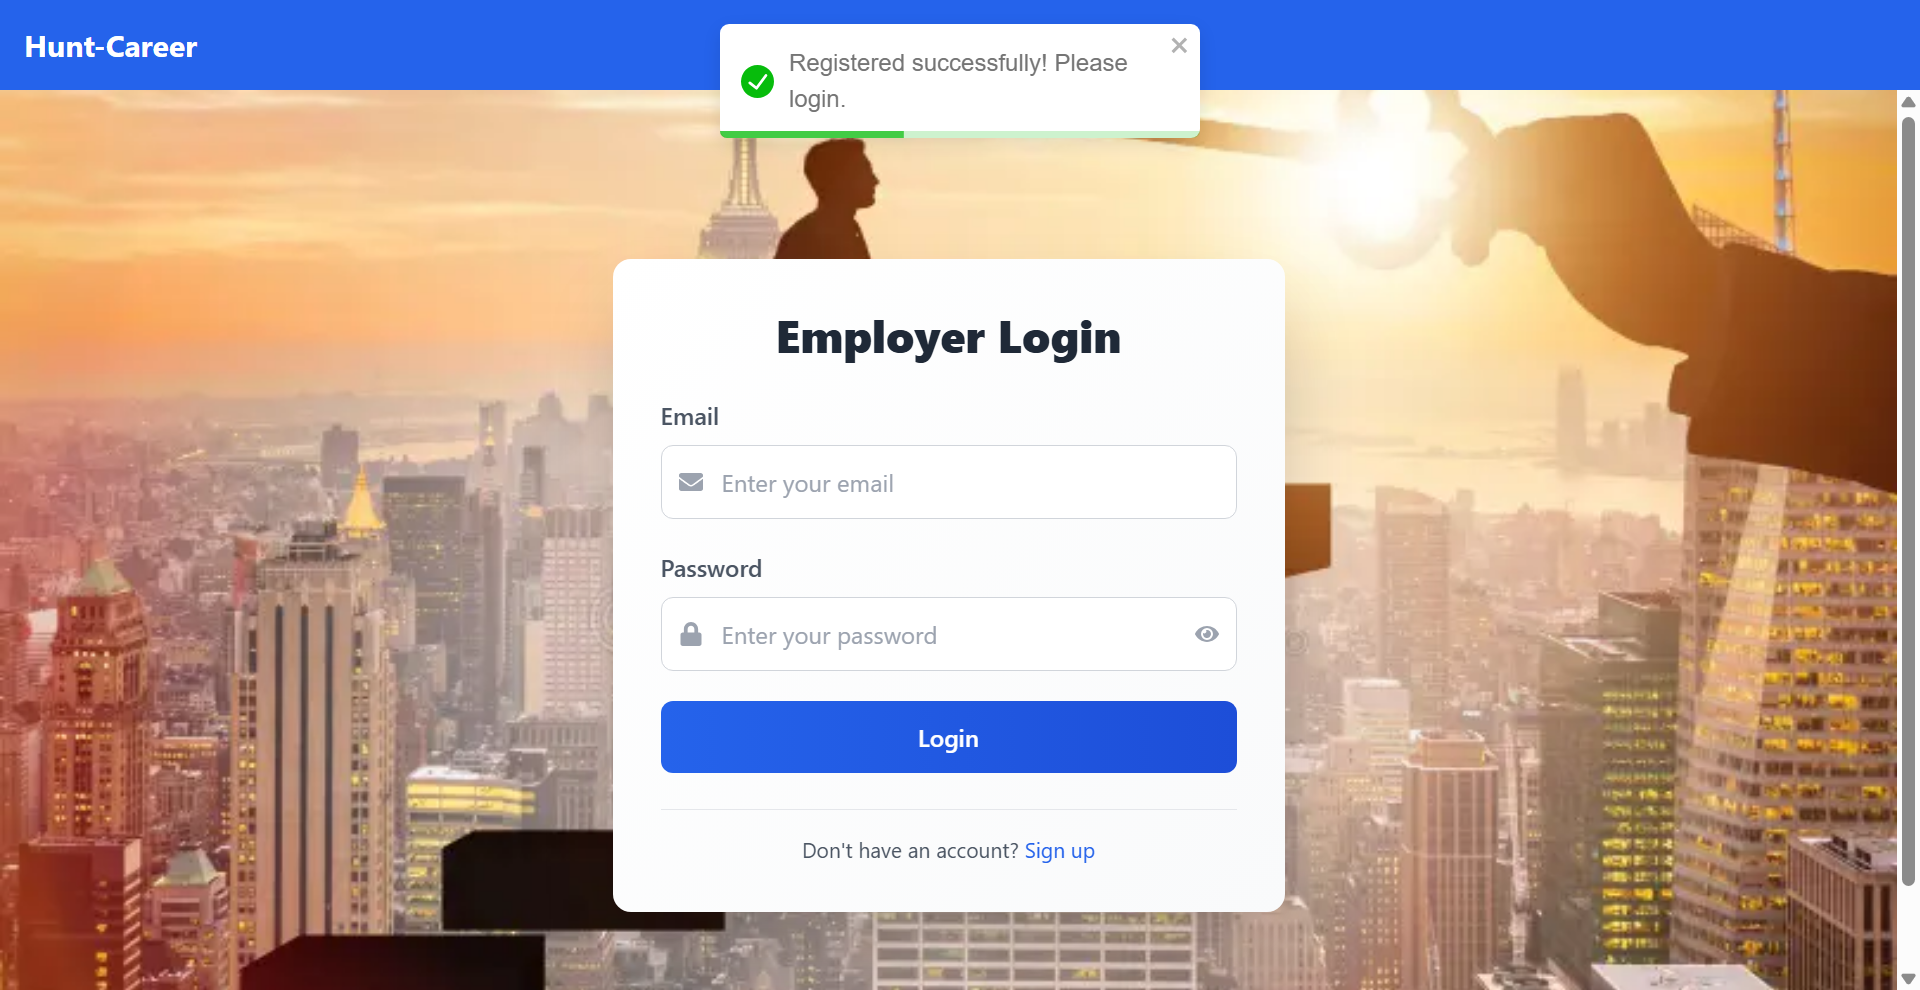 Hunt-Career
Registered successfully! Please
login.
Employer Login
Email
Enter your email
Password
Enter your password
Login
Don't have an account? Sign up